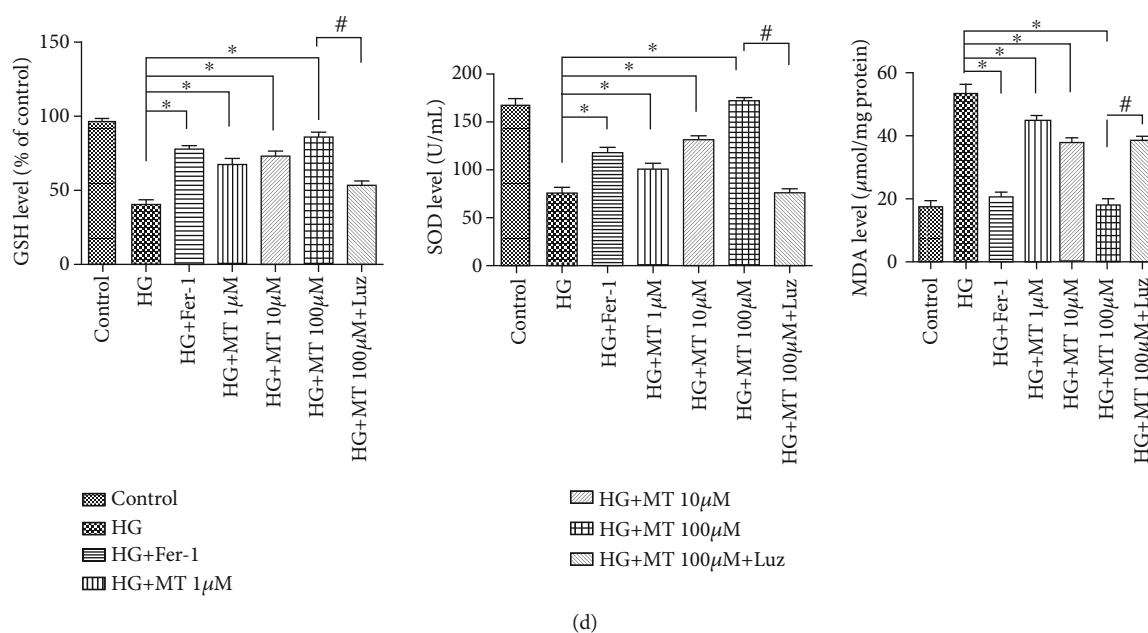 GSH level (% of control)
150
100
50
0
*
*
*
*
#
Control
HG
HG+Fer-1
HG+MT 1μM
HG+MT 10μM
HG+MT 100μM
HG+MT 100μM+Luz
SOD level (U/mL)
200
150
100
50
0
*
*
*
*
#
Control
HG
HG+Fer-1
HG+MT 1μM
HG+MT 10μM
HG+MT 100μM
HG+MT 100μM+Luz
MDA level (μmol/mg protein)
60
40
20
0
*
*
*
*
#
Control
HG
HG+Fer-1
HG+MT 1μM
HG+MT 10μM
HG+MT 100μM
HG+MT 100μM+Luz
Control
HG
HG+Fer-1
HG+MT 1μM
HG+MT 10μM
HG+MT 100μM
HG+MT 100μM+Luz
(d)